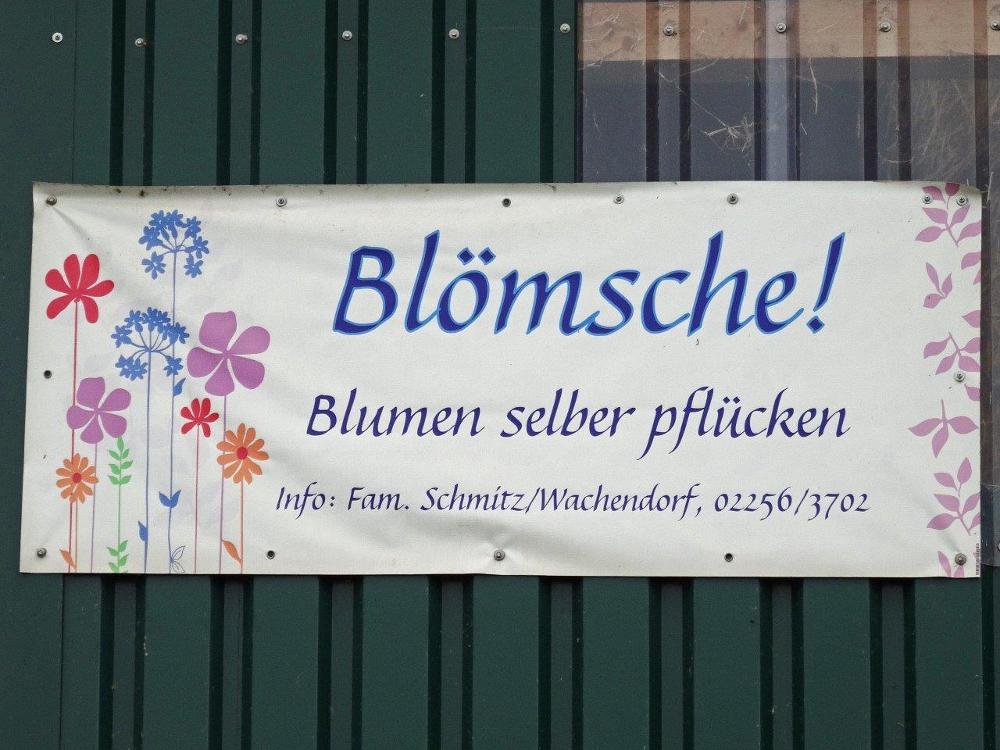 Blömsche!
Blumen selber pflücken
Info: Fam. Schmitz/Wachendorf, 02256/3702